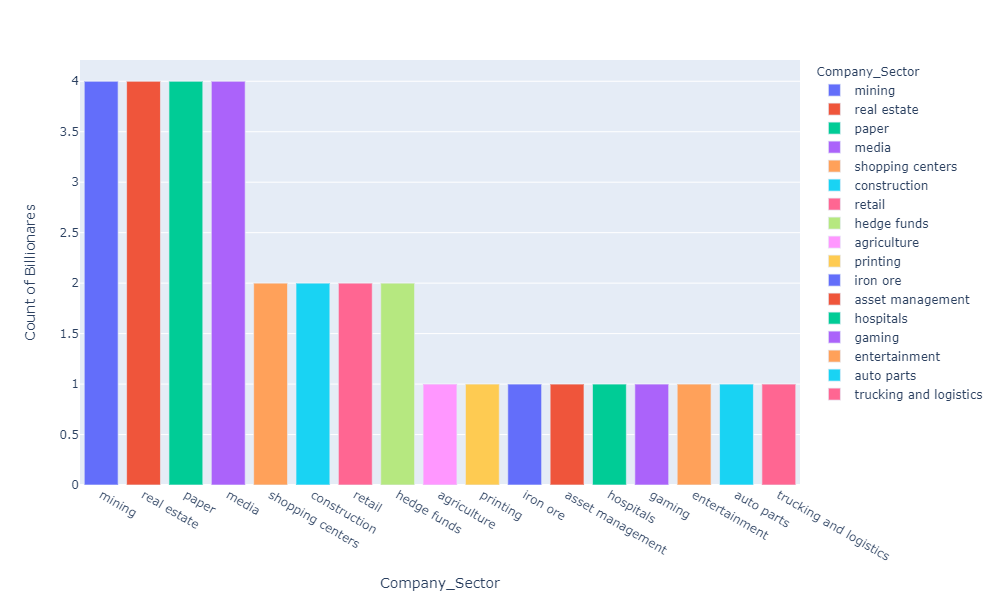 Company_Sector
mining
real estate
paper
media
shopping centers
construction
retail
hedge funds
agriculture
printing
iron ore
asset management
hospitals
gaming
entertainment
auto parts
trucking and logistics
4
3.5
3
2.5
2
1.5
1
0.5
0
Count of Billionares
mining
real estate
paper
media
shopping centers
construction
retail
hedge funds
agriculture
printing
iron ore
asset management
hospitals
gaming
entertainment
auto parts
trucking and logistics
Company_Sector